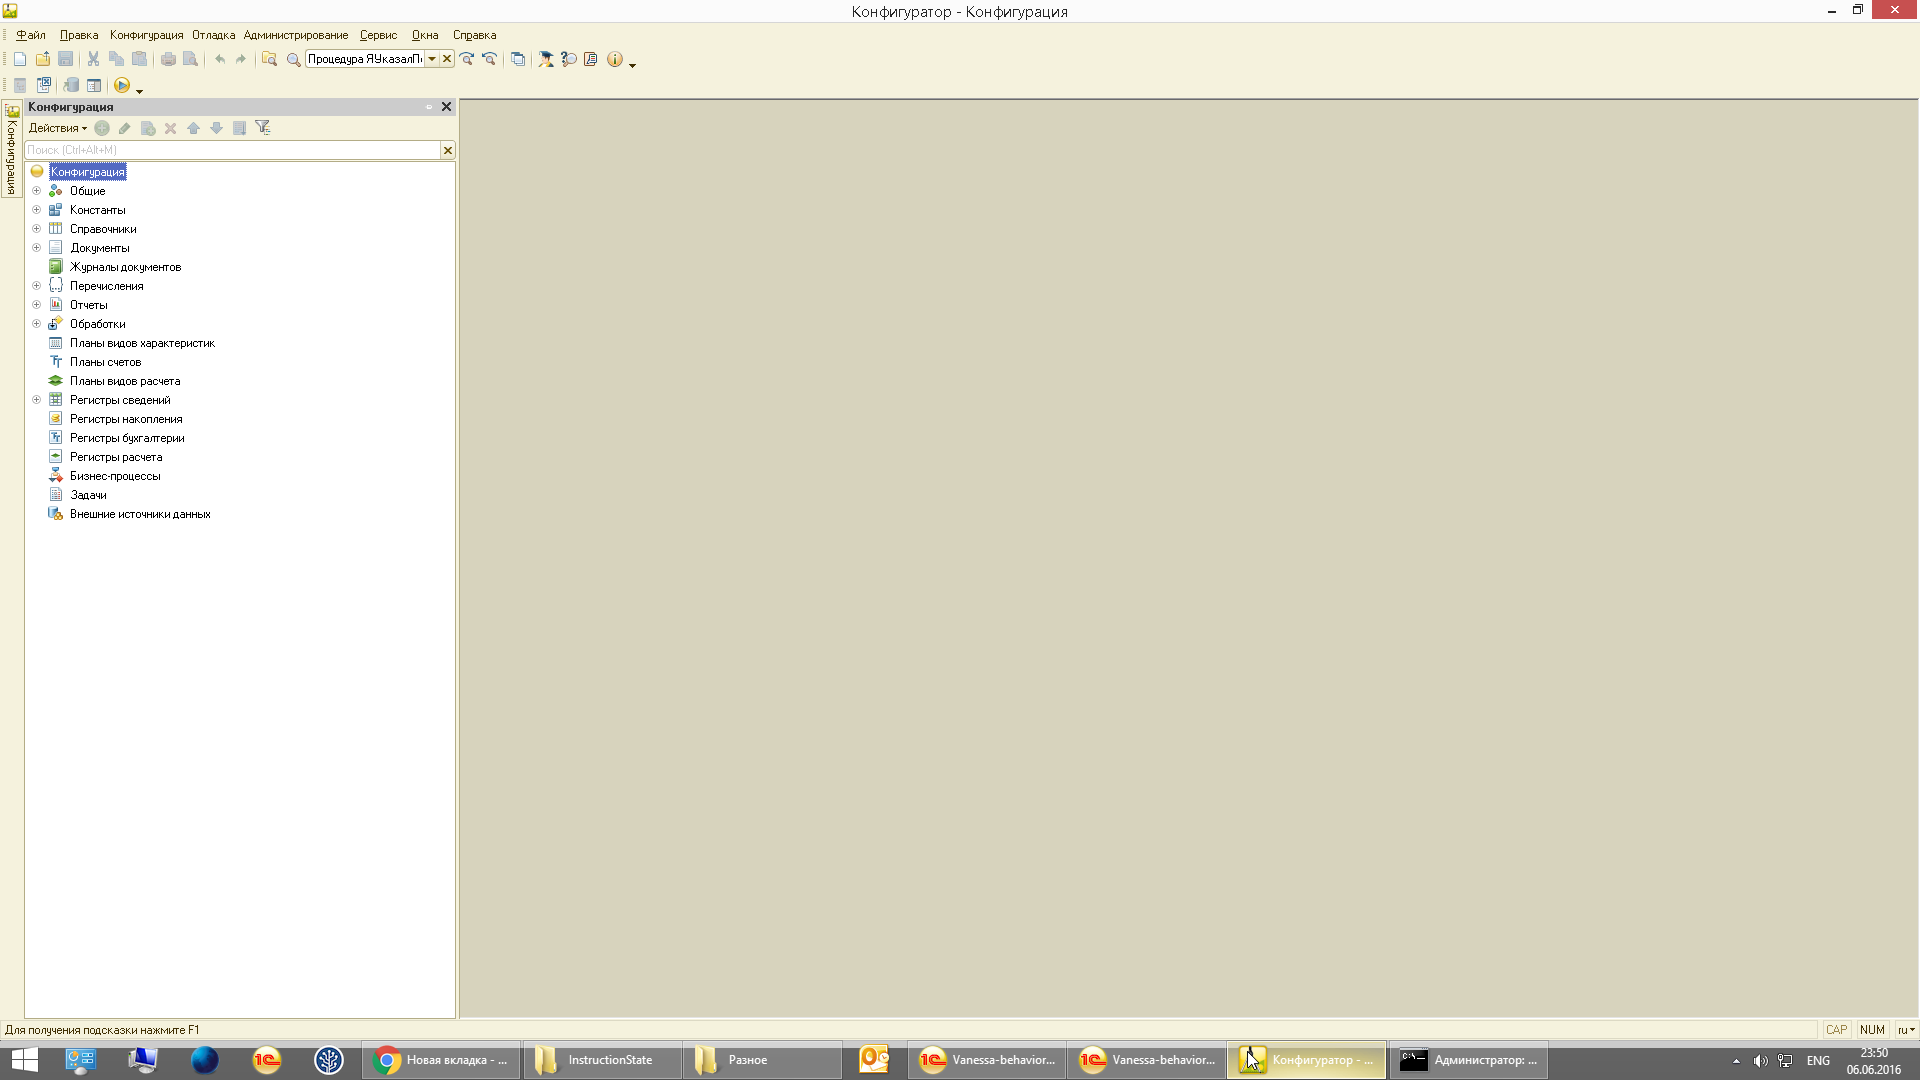 Конфигуратор - Конфигурация
Файл Правка Конфигурация Отладка Администрирование Сервис Окна Справка
Процедура ЯУказалП
Конфигурация
Конфигурация
Действия
Поиск (Ctrl+Alt+M)
Конфигурация
Общие
Константы
Справочники
Документы
Журналы документов
Перечисления
Отчеты
Обработки
Планы видов характеристик
Планы счетов
Планы видов расчета
Регистры сведений
Регистры накопления
Регистры бухгалтерии
Регистры расчета
Бизнес-процессы
Задачи
Внешние источники данных
Для получения подсказки нажмите F1
CAP NUM ru
Новая вкладка - ... InstructionState Разное Vanessa-behavior... Vanessa-behavior... Конфигуратор - ... Администратор: ... ENG 23:50
06.06.2016